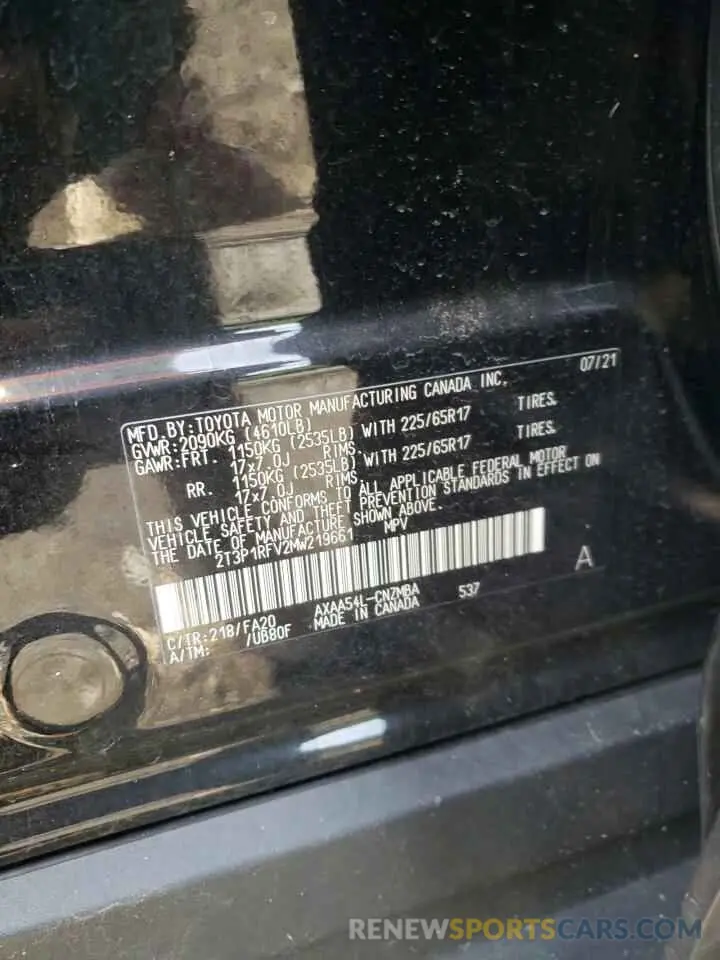 MFD. BY: TOYOTA MOTOR MANUFACTURING CANADA INC. 07/21
GVWR: 2090KG (4610LB)
GAWR: FRT. 1150KG (2535LB) WITH 225/65R17 TIRES
17x7.0J RIMS.
RR. 1150KG (2535LB) WITH 225/65R17 TIRES.
17x7.0J RIMS.
THIS VEHICLE CONFORMS TO ALL APPLICABLE FEDERAL MOTOR
VEHICLE SAFETY AND THEFT PREVENTION STANDARDS IN EFFECT ON
THE DATE OF MANUFACTURE SHOWN ABOVE.
2T3P1RFV2MW219661 MPV
A
C/TR: 218/FA20 AXAA54L-CNZMBA 537
A/TM: /U680F MADE IN CANADA
RENEWSPORTSCARS.COM